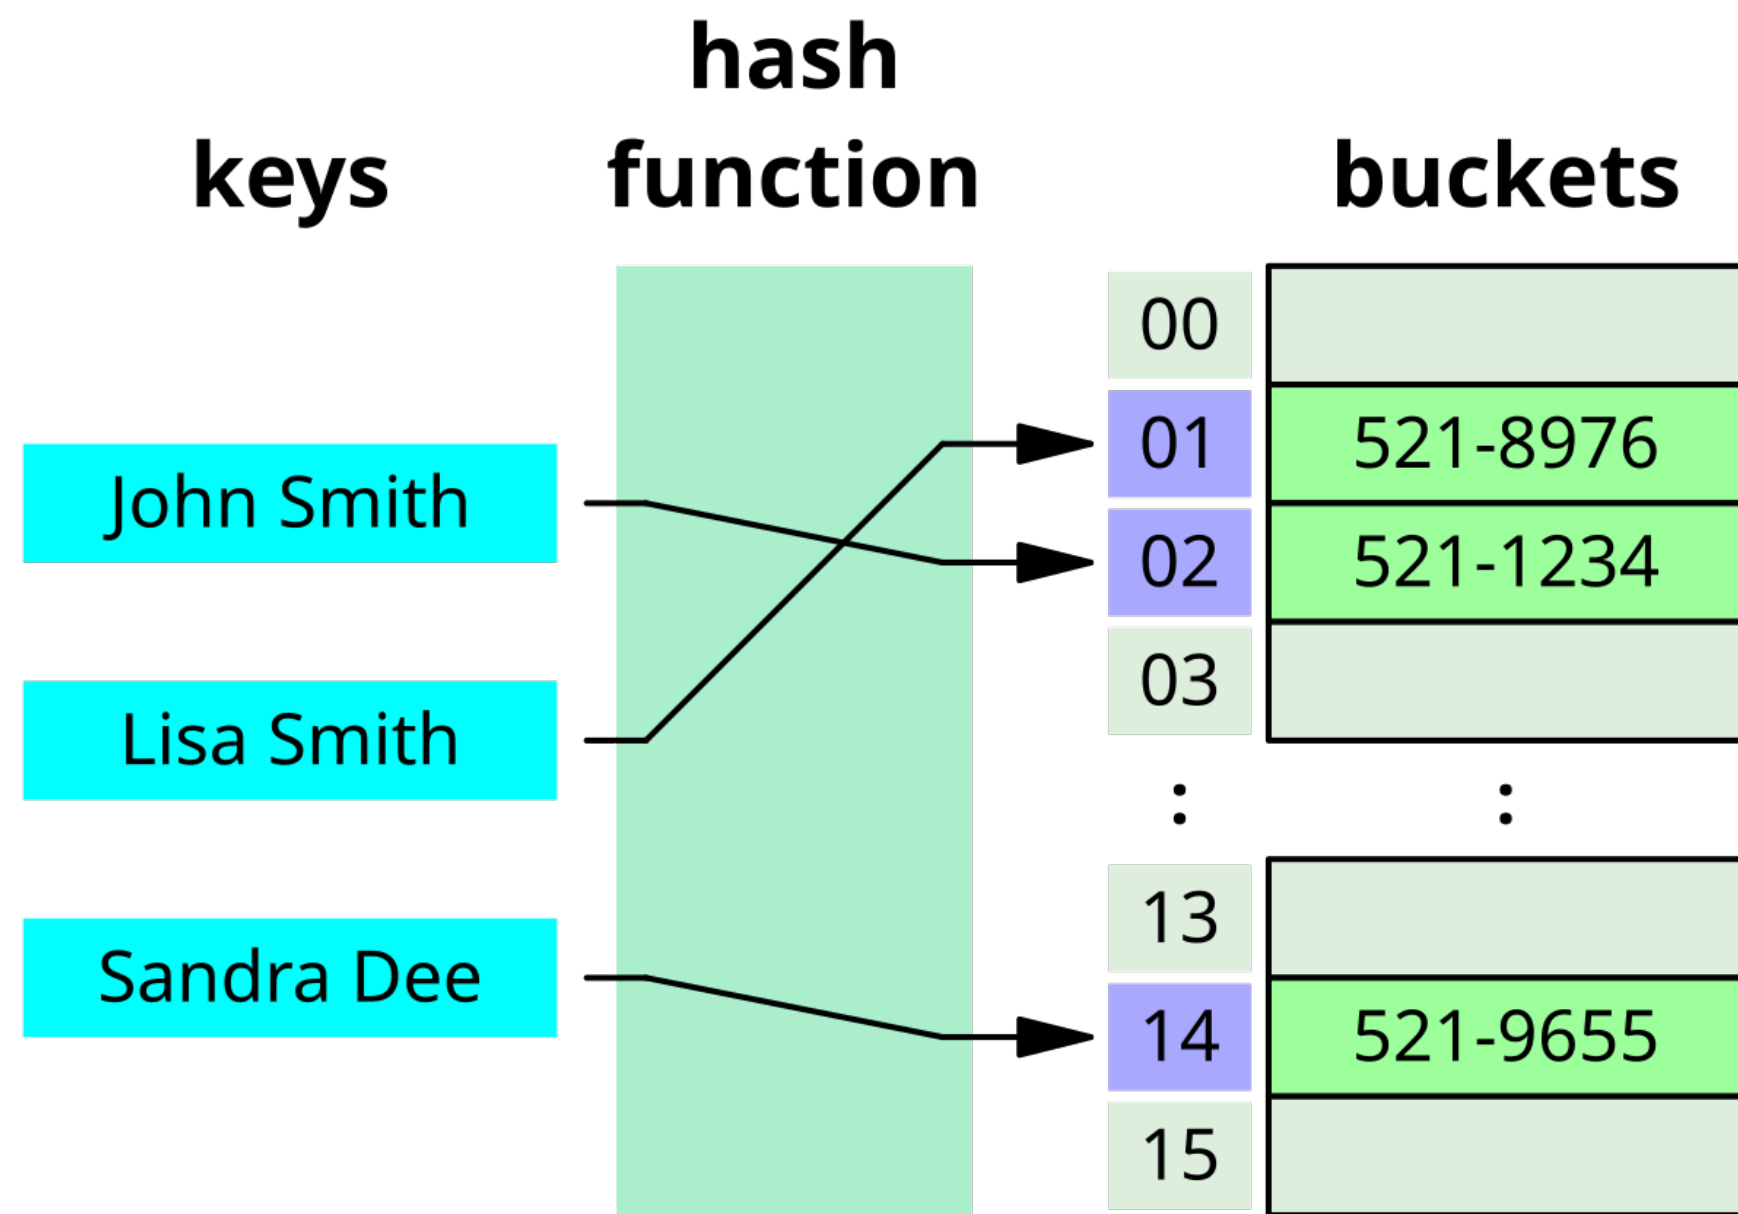 hash
keys function buckets
00
01 521-8976
John Smith
02 521-1234
03
Lisa Smith
: :
13
Sandra Dee
14 521-9655
15